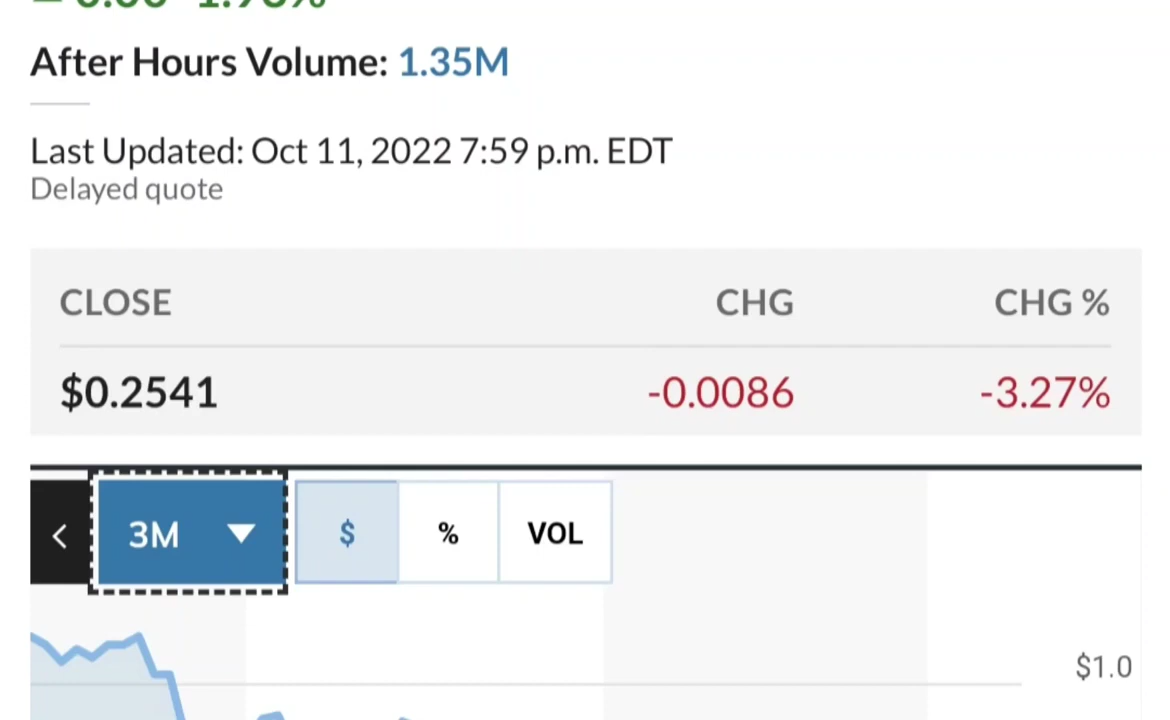 After Hours Volume: 1.35M
Last Updated: Oct 11, 2022 7:59 p.m. EDT
Delayed quote
CLOSE CHG CHG %
$0.2541 -0.0086 -3.27%
3M $ % VOL
$1.0